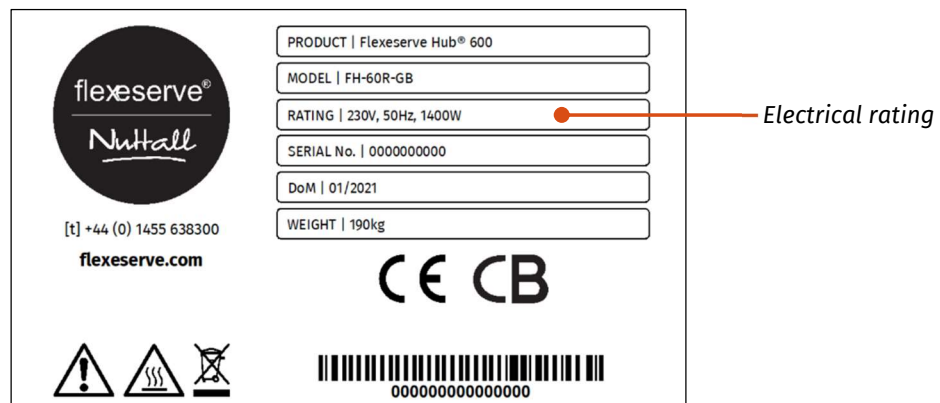 flexeserve®
Nuttall
[t] +44 (0) 1455 638300
flexeserve.com
PRODUCT | Flexeserve Hub® 600
MODEL | FH-60R-GB
RATING | 230V, 50Hz, 1400W
SERIAL No. | 0000000000
DoM | 01/2021
WEIGHT | 190kg
Electrical rating
CE CB
000000000000000